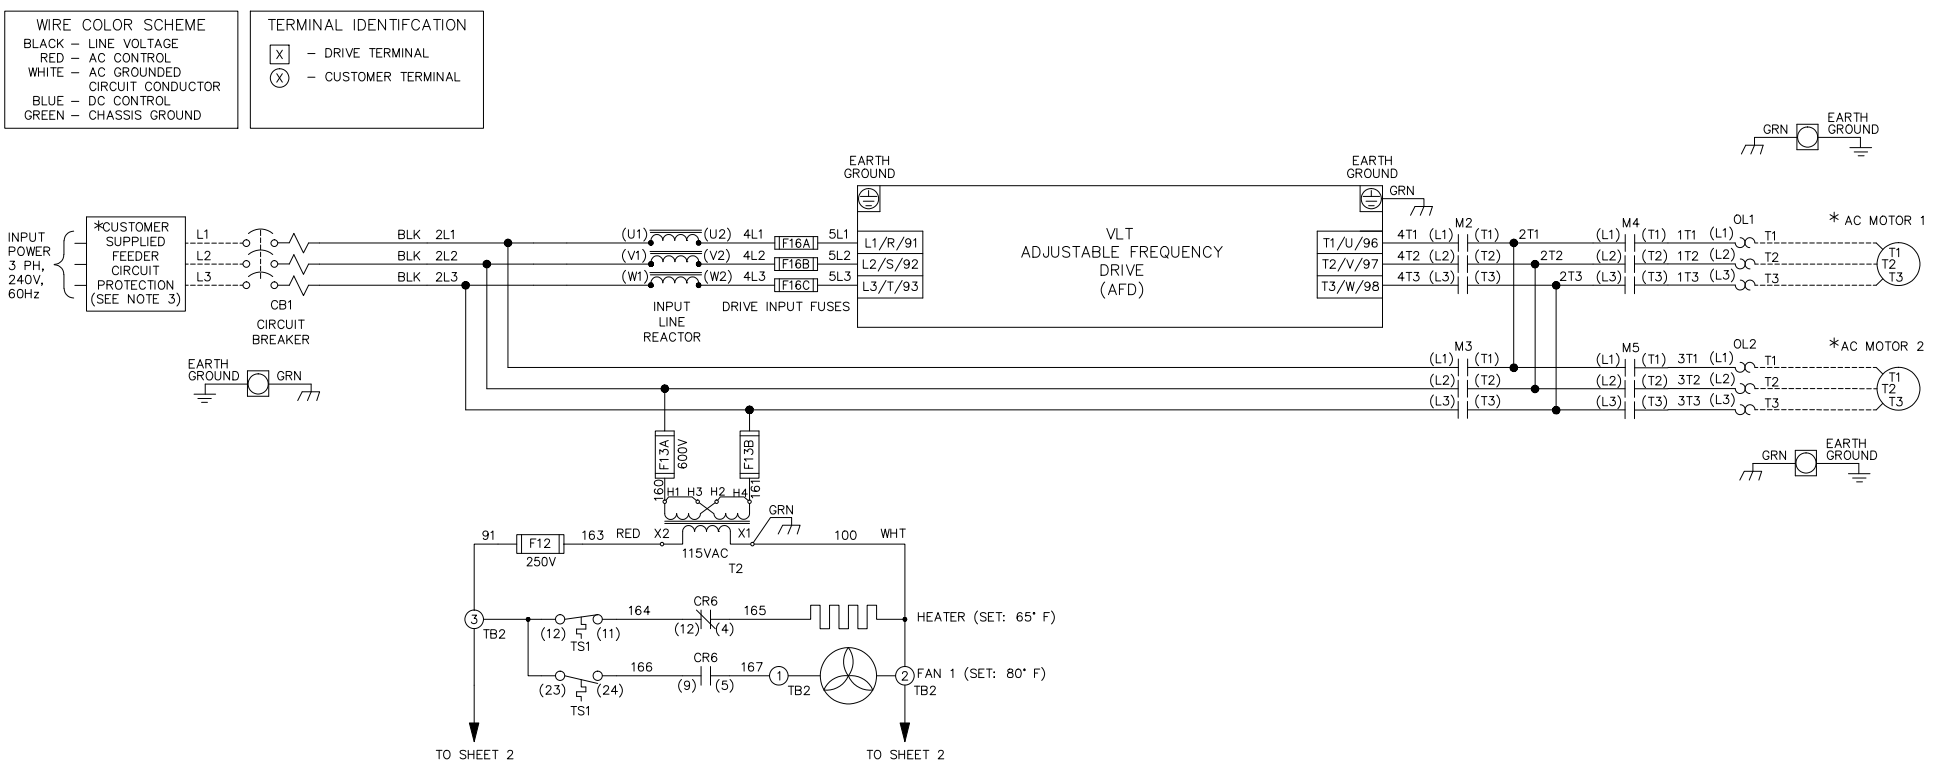 WIRE COLOR SCHEME
BLACK – LINE VOLTAGE
RED – AC CONTROL
WHITE – AC GROUNDED
CIRCUIT CONDUCTOR
BLUE – DC CONTROL
GREEN – CHASSIS GROUND
TERMINAL IDENTIFCATION
X – DRIVE TERMINAL
X – CUSTOMER TERMINAL
INPUT
POWER
3 PH,
240V,
60Hz
*CUSTOMER
SUPPLIED
FEEDER
CIRCUIT
PROTECTION
(SEE NOTE 3)
L1
L2
L3
CB1
CIRCUIT
BREAKER
EARTH
GROUND
GRN
BLK 2L1
BLK 2L2
BLK 2L3
(U1) (U2) 4L1 F16A 5L1
(V1) (V2) 4L2 F16B 5L2
(W1) (W2) 4L3 F16C 5L3
INPUT
LINE
REACTOR
DRIVE INPUT FUSES
EARTH
GROUND
L1/R/91
L2/S/92
L3/T/93
VLT
ADJUSTABLE FREQUENCY
DRIVE
(AFD)
EARTH
GROUND
GRN
T1/U/96
T2/V/97
T3/W/98
M2 M4 OL1
4T1 (L1) (T1) 2T1 (L1) (T1) 1T1 (L1) T1
4T2 (L2) (T2) 2T2 (L2) (T2) 1T2 (L2) T2
4T3 (L3) (T3) 2T3 (L3) (T3) 1T3 (L3) T3
* AC MOTOR 1
T1
T2
T3
GRN
EARTH
GROUND
M3 M5 OL2
(L1) (T1) (L1) (T1) 3T1 (L1) T1
(L2) (T2) (L2) (T2) 3T2 (L2) T2
(L3) (T3) (L3) (T3) 3T3 (L3) T3
*AC MOTOR 2
T1
T2
T3
GRN
EARTH
GROUND
F13A
600V
F13B
160
161
H1 H3 H2 H4
GRN
91 F12 163 RED X2 X1 100 WHT
250V
115VAC
T2
3
TB2
(12) (11) 164 CR6 (12) (4) 165
TS1
HEATER (SET: 65° F)
(23) (24) 166 CR6 (9) (5) 167 1 TB2
TS1
2 FAN 1 (SET: 80° F)
TB2
TO SHEET 2
TO SHEET 2